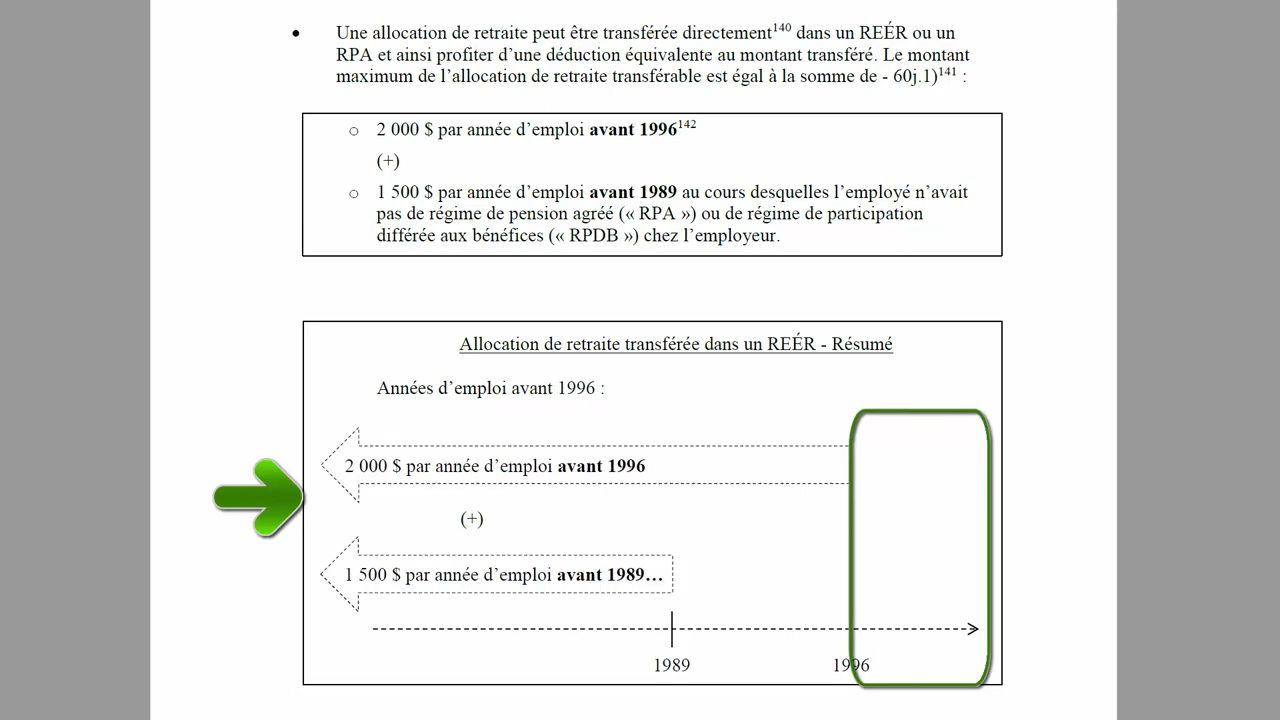 • Une allocation de retraite peut être transférée directement140 dans un REÉR ou un
RPA et ainsi profiter d’une déduction équivalente au montant transféré. Le montant
maximum de l’allocation de retraite transférable est égal à la somme de - 60j.1)141 :
o 2 000 $ par année d’emploi avant 1996142
(+)
o 1 500 $ par année d’emploi avant 1989 au cours desquelles l’employé n’avait
pas de régime de pension agréé (« RPA ») ou de régime de participation
différée aux bénéfices (« RPDB ») chez l’employeur.
Allocation de retraite transférée dans un REÉR - Résumé
Années d’emploi avant 1996 :
2 000 $ par année d’emploi avant 1996
(+)
1 500 $ par année d’emploi avant 1989…
1989 1996